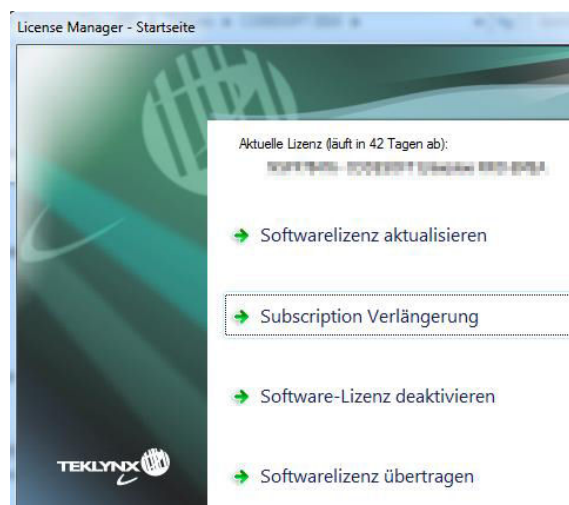 License Manager - Startseite
Aktuelle Lizenz (läuft in 42 Tagen ab):
Softwarelizenz aktualisieren
Subscription Verlängerung
Software-Lizenz deaktivieren
Softwarelizenz übertragen
TEKLYNX